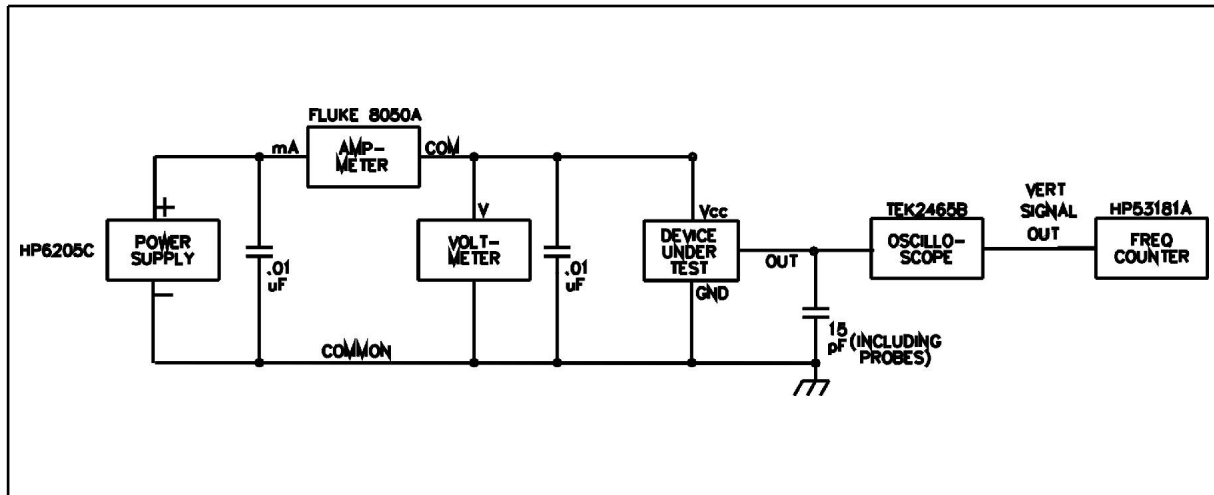 FLUKE 8050A
mA
AMP-
METER
COM
+
HP6205C
POWER
SUPPLY
−
.01
uF
V
VOLT-
METER
.01
uF
Vcc
DEVICE
UNDER
TEST
GND
OUT
TEK2465B
OSCILLO-
SCOPE
VERT
SIGNAL
OUT
HP53181A
FREQ
COUNTER
15
pF (INCLUDING
PROBES)
COMMON